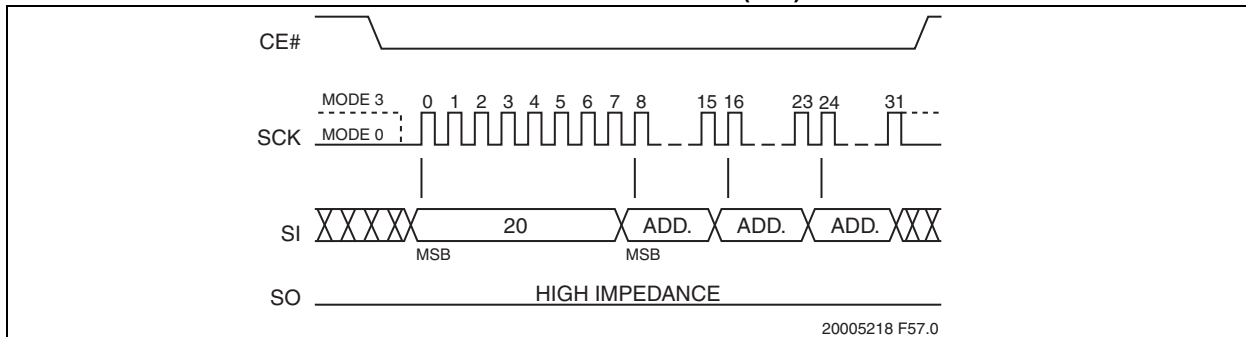 CE#
MODE 3
0 1 2 3 4 5 6 7 8 15 16 23 24 31
SCK
MODE 0
SI
20 ADD. ADD. ADD.
MSB MSB
SO
HIGH IMPEDANCE
20005218 F57.0